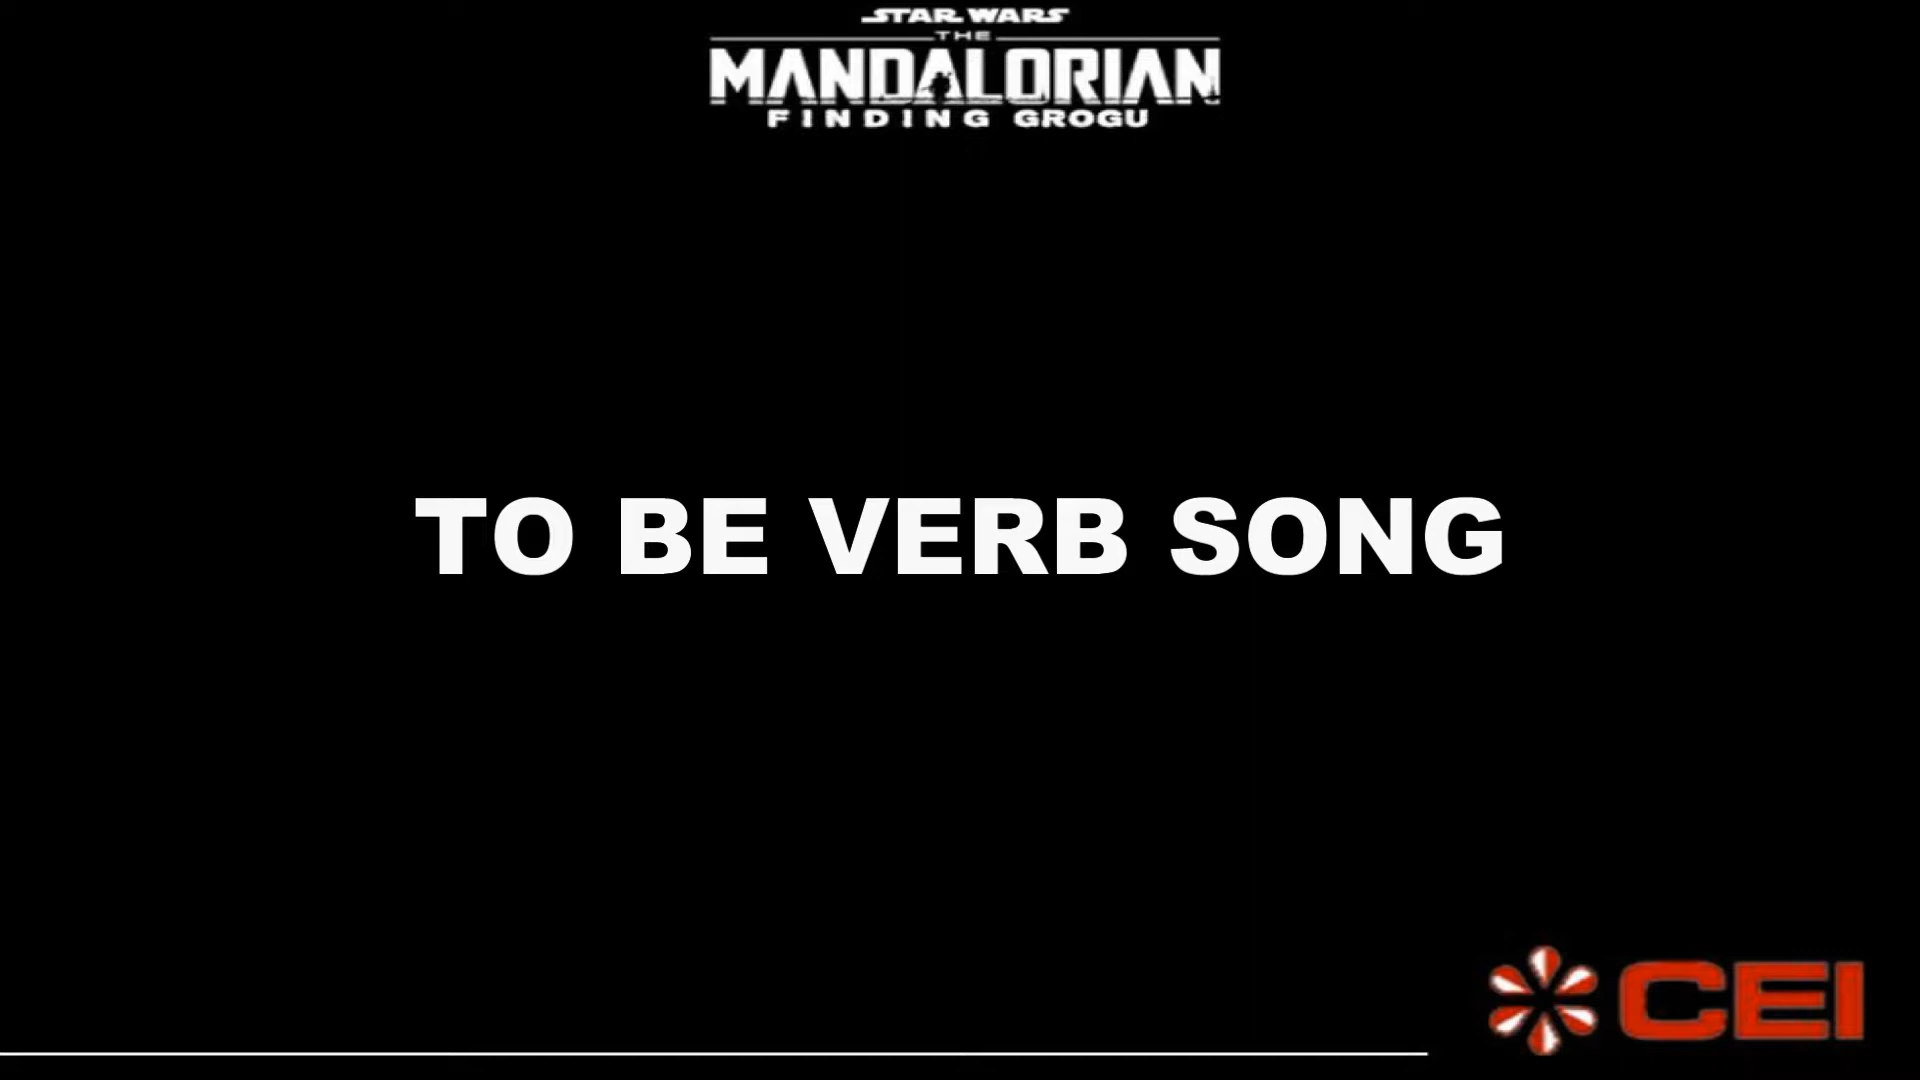 STAR WARS
THE
MANDALORIAN
FINDING GROGU
TO BE VERB SONG
CEI